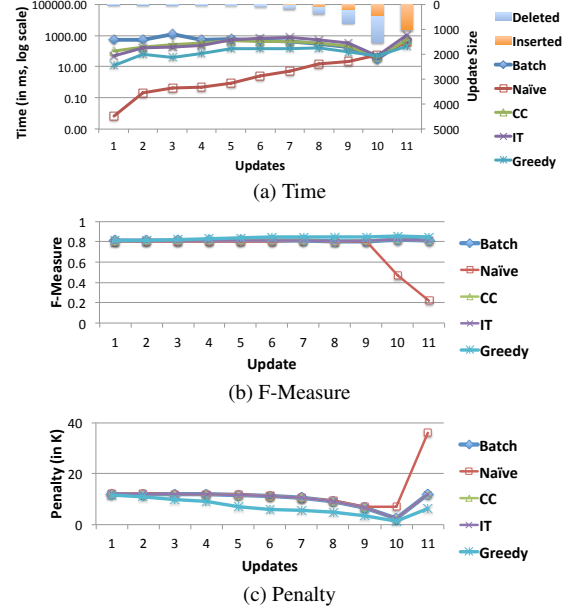 100000.00
1000.00
10.00
0.10
0.00
Time (in ms, log scale)
0
1000
2000
3000
4000
5000
Update Size
1 2 3 4 5 6 7 8 9 10 11
Updates
Deleted
Inserted
Batch
Naïve
CC
IT
Greedy
(a) Time
1
0.8
0.6
0.4
0.2
0
F-Measure
1 2 3 4 5 6 7 8 9 10 11
Update
Batch
Naïve
CC
IT
Greedy
(b) F-Measure
40
20
0
Penalty (in K)
1 2 3 4 5 6 7 8 9 10 11
Updates
Batch
Naïve
CC
IT
Greedy
(c) Penalty